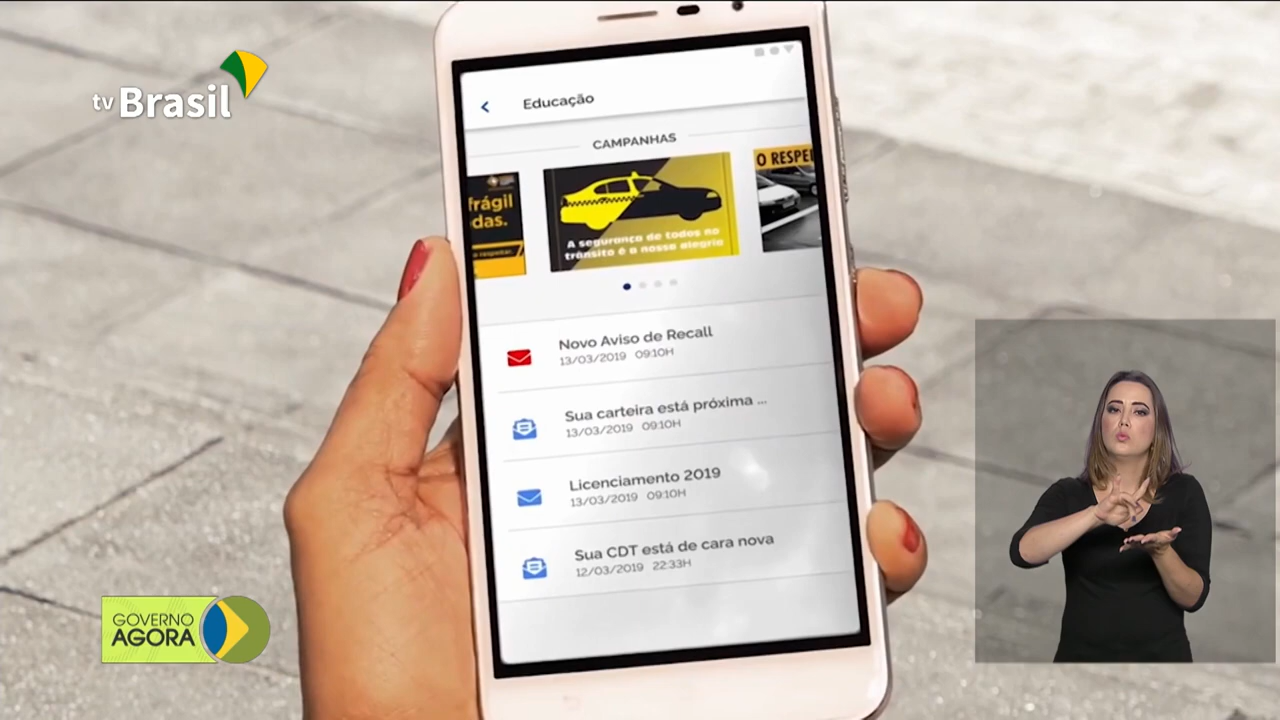 tv Brasil
Educação
CAMPANHAS
frágil
das.
respeitar.
A segurança de todos no
trânsito é a nossa alegria
O RESPEI
Novo Aviso de Recall
13/03/2019 09:10H
Sua carteira está próxima ...
13/03/2019 09:10H
Licenciamento 2019
13/03/2019 09:10H
Sua CDT está de cara nova
12/03/2019 22:33H
GOVERNO
AGORA